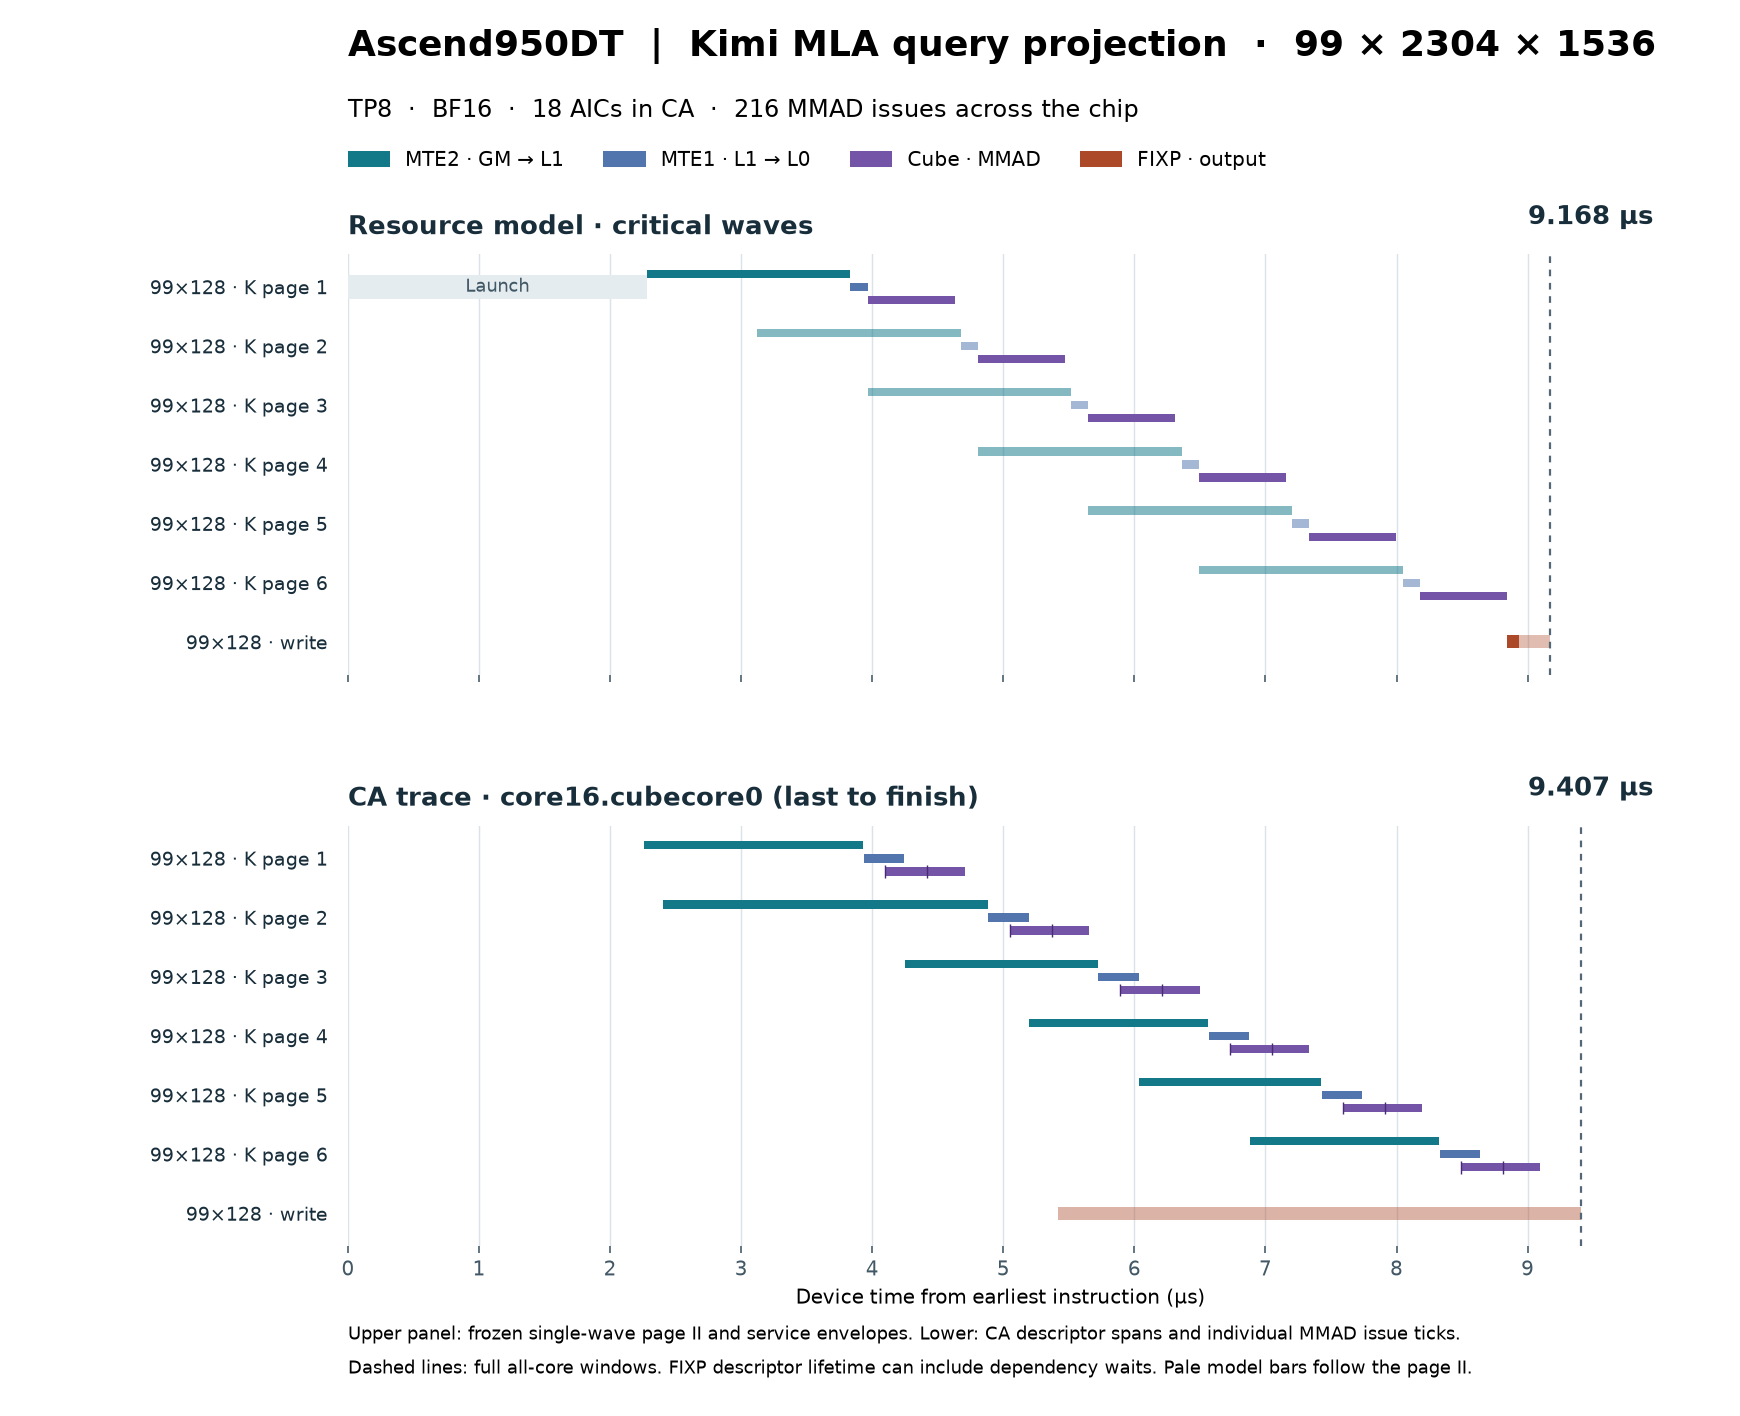 Ascend950DT | Kimi MLA query projection · 99 × 2304 × 1536
TP8 · BF16 · 18 AICs in CA · 216 MMAD issues across the chip
MTE2 · GM → L1 MTE1 · L1 → L0 Cube · MMAD FIXP · output
Resource model · critical waves 9.168 µs
Launch
99×128 · K page 1
99×128 · K page 2
99×128 · K page 3
99×128 · K page 4
99×128 · K page 5
99×128 · K page 6
99×128 · write
CA trace · core16.cubecore0 (last to finish) 9.407 µs
99×128 · K page 1
99×128 · K page 2
99×128 · K page 3
99×128 · K page 4
99×128 · K page 5
99×128 · K page 6
99×128 · write
0 1 2 3 4 5 6 7 8 9
Device time from earliest instruction (µs)
Upper panel: frozen single-wave page II and service envelopes. Lower: CA descriptor spans and individual MMAD issue ticks.
Dashed lines: full all-core windows. FIXP descriptor lifetime can include dependency waits. Pale model bars follow the page II.